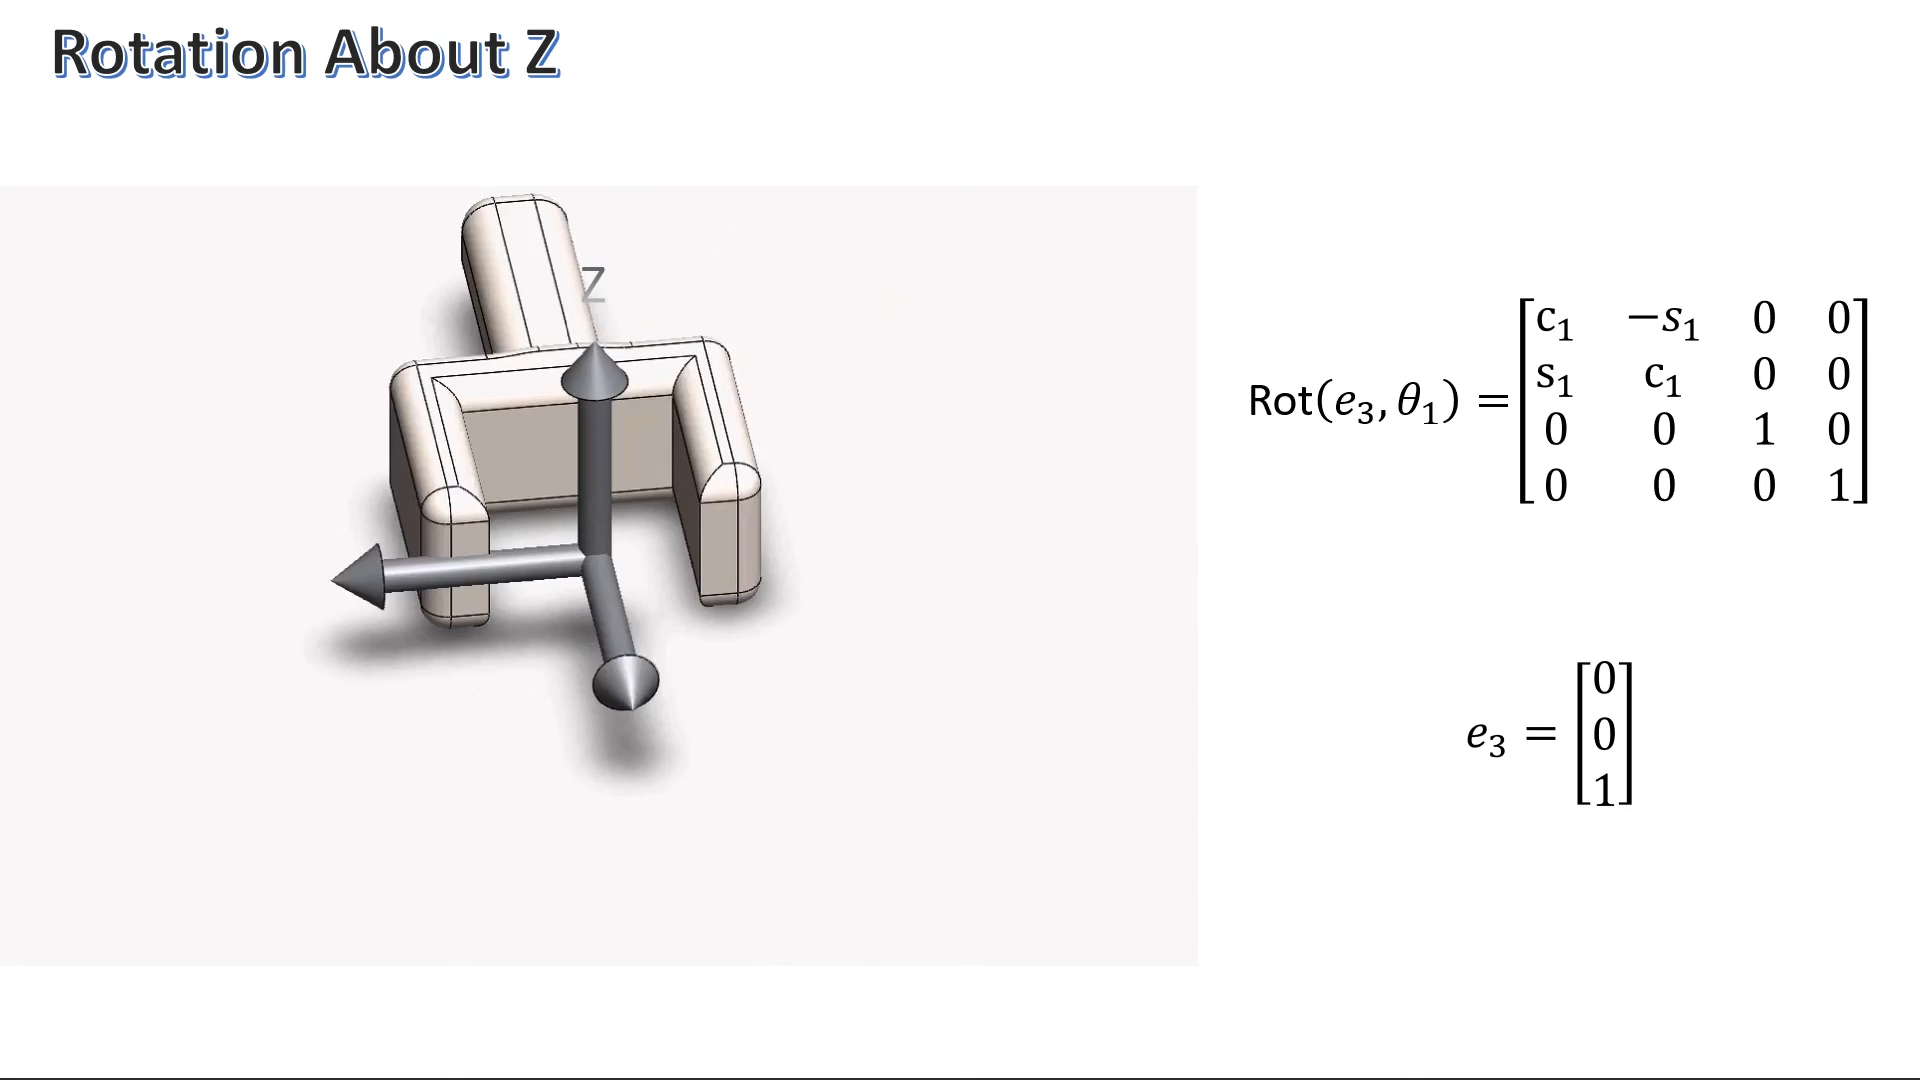 Rotation About Z
Z
Rot(e₃, θ₁) = [c₁ −s₁ 0 0
s₁ c₁ 0 0
0 0 1 0
0 0 0 1]
e₃ = [0
0
1]